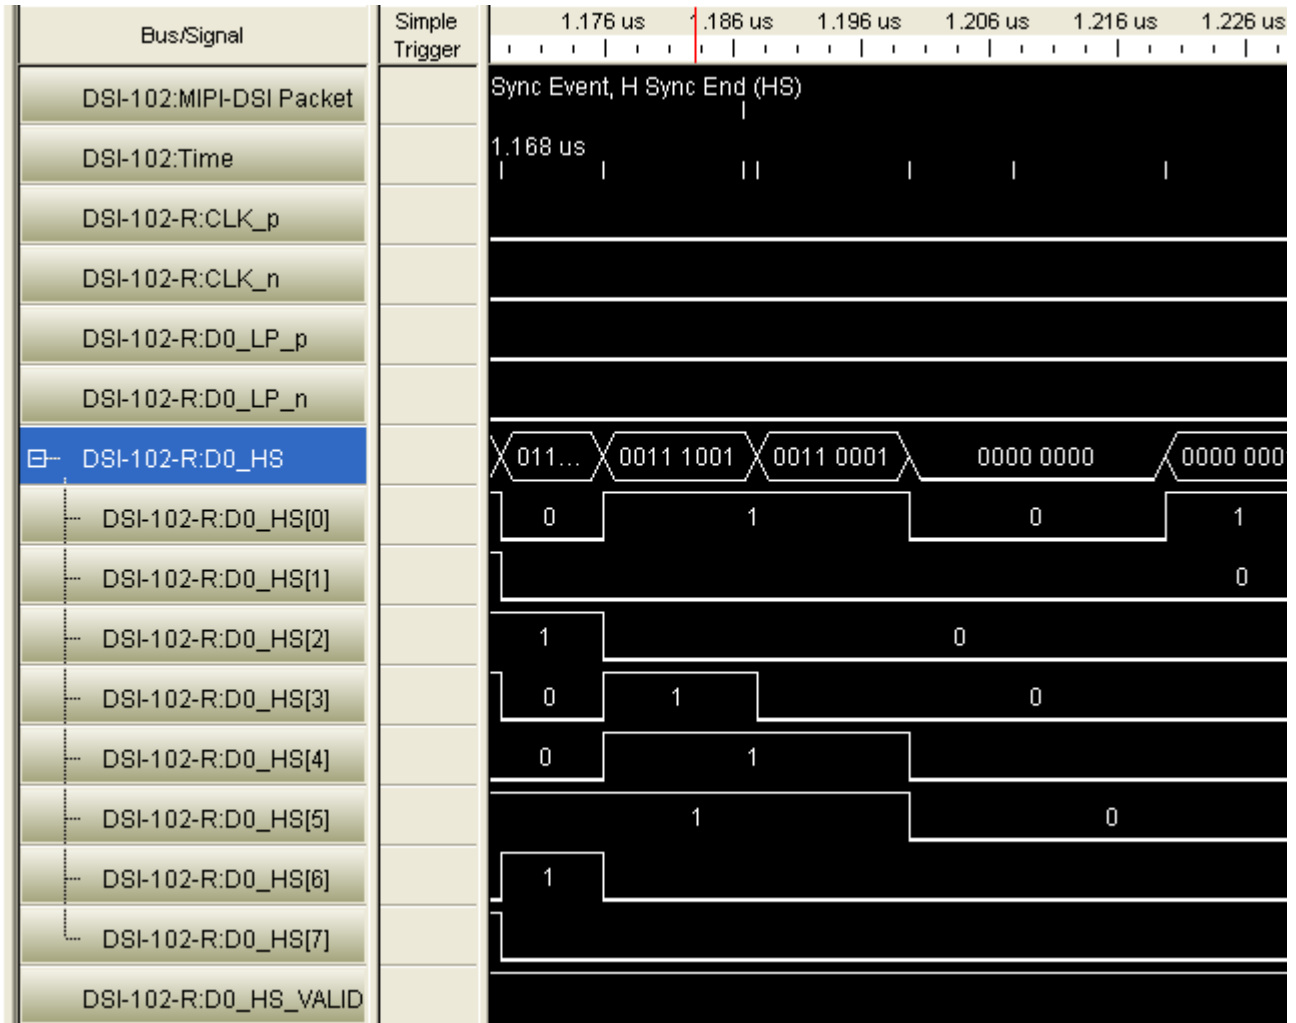 Bus/Signal
Simple Trigger
1.176 us 1.186 us 1.196 us 1.206 us 1.216 us 1.226 us
DSI-102:MIPI-DSI Packet
Sync Event, H Sync End (HS)
DSI-102:Time
1.168 us
DSI-102-R:CLK_p
DSI-102-R:CLK_n
DSI-102-R:D0_LP_p
DSI-102-R:D0_LP_n
DSI-102-R:D0_HS
011... 0011 1001 0011 0001 0000 0000 0000 000
DSI-102-R:D0_HS[0]
0 1 0 1
DSI-102-R:D0_HS[1]
0
DSI-102-R:D0_HS[2]
1 0
DSI-102-R:D0_HS[3]
0 1 0
DSI-102-R:D0_HS[4]
0 1
DSI-102-R:D0_HS[5]
1 0
DSI-102-R:D0_HS[6]
1
DSI-102-R:D0_HS[7]
DSI-102-R:D0_HS_VALID